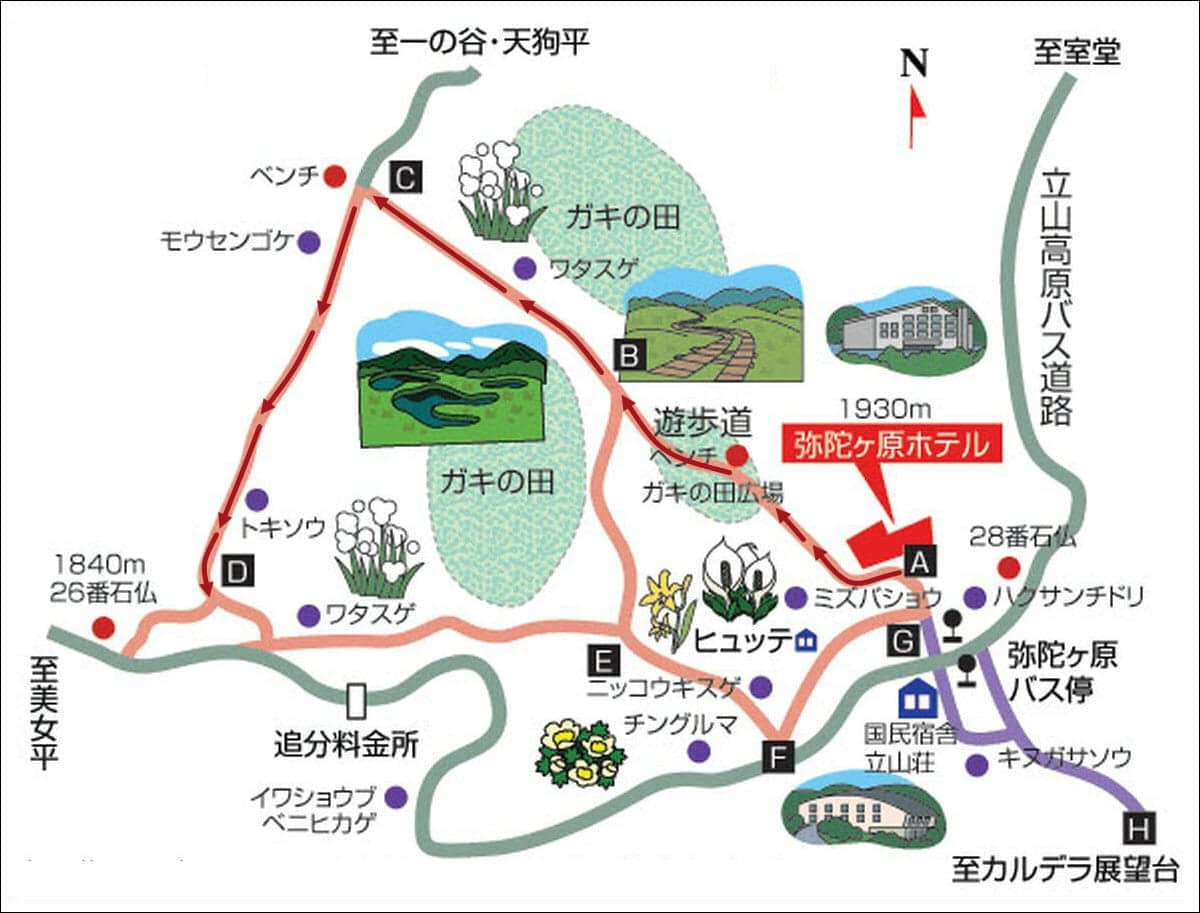 至一の谷・天狗平
N
至室堂
ベンチ
C
ガキの田
モウセンゴケ
ワタスゲ
立山高原バス道路
B
1930m
弥陀ヶ原ホテル
遊歩道
ベンチ
ガキの田広場
ガキの田
トキソウ
28番石仏
A
1840m
26番石仏
D
ワタスゲ
ミズバショウ
ハクサンチドリ
ヒュッテ
G
E
至美女平
弥陀ヶ原
バス停
ニッコウキスゲ
チングルマ
追分料金所
F
国民宿舎
立山荘
キヌガサソウ
イワショウブ
ベニヒカゲ
H
至カルデラ展望台